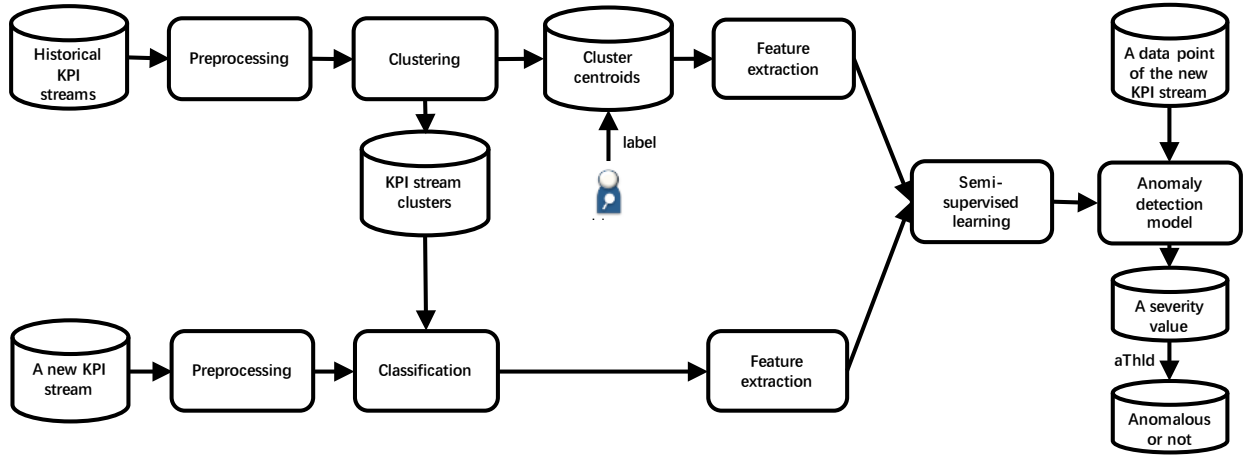 Historical
KPI
streams
Preprocessing
Clustering
Cluster
centroids
Feature
extraction
A data point
of the new
KPI stream
label
KPI stream
clusters
Semi-
supervised
learning
Anomaly
detection
model
A severity
value
A new KPI
stream
Preprocessing
Classification
Feature
extraction
aThld
Anomalous
or not